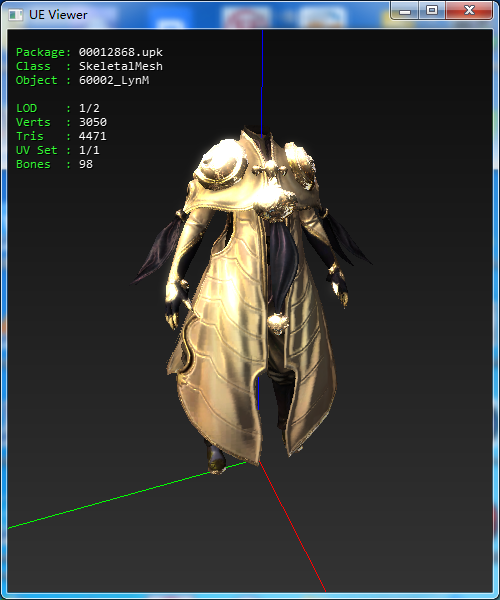 UE Viewer
Package: 00012868.upk
Class  : SkeletalMesh
Object : 60002_LynM
LOD    : 1/2
Verts  : 3050
Tris   : 4471
UV Set : 1/1
Bones  : 98